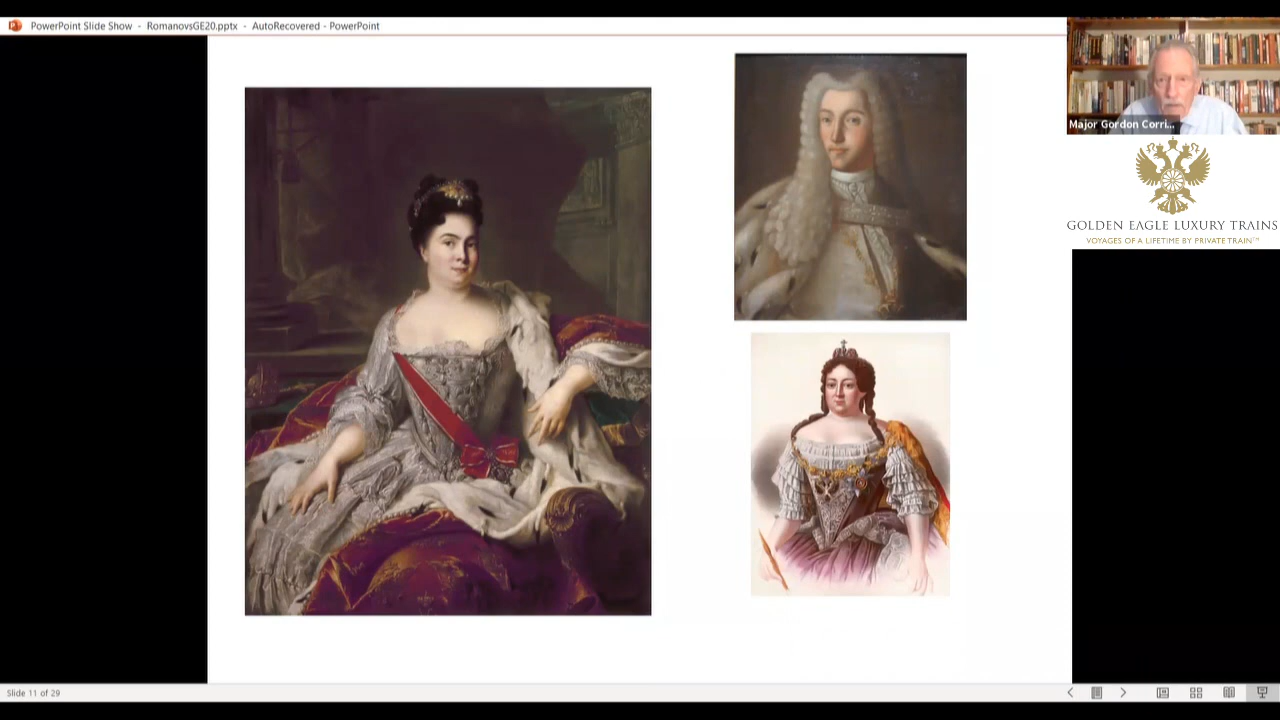 PowerPoint Slide Show - RomanovsGE20.pptx - AutoRecovered - PowerPoint
Major Gordon Corri...
GOLDEN EAGLE LUXURY TRAINS
VOYAGES OF A LIFETIME BY PRIVATE TRAIN™
Slide 11 of 29